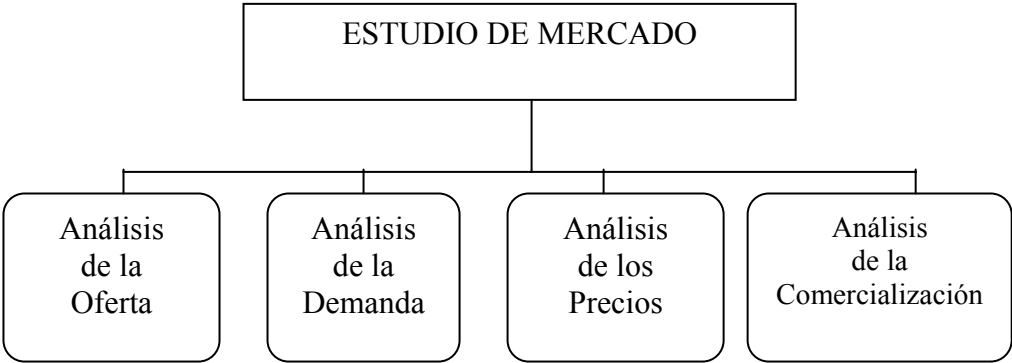 ESTUDIO DE MERCADO
Análisis
de la
Oferta
Análisis
de la
Demanda
Análisis
de los
Precios
Análisis
de la
Comercialización